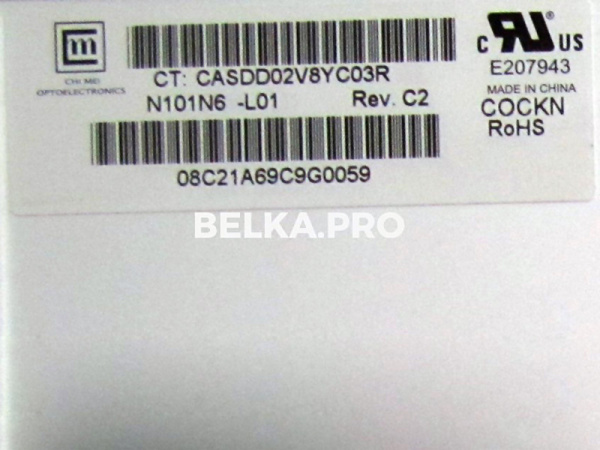 CHI MEI
OPTOELECTRONICS
CT: CASDD02V8YC03R
N101N6 -L01 Rev. C2
08C21A69C9G0059
c RU US
E207943
MADE IN CHINA
COCKN
RoHS
BELKA.PRO